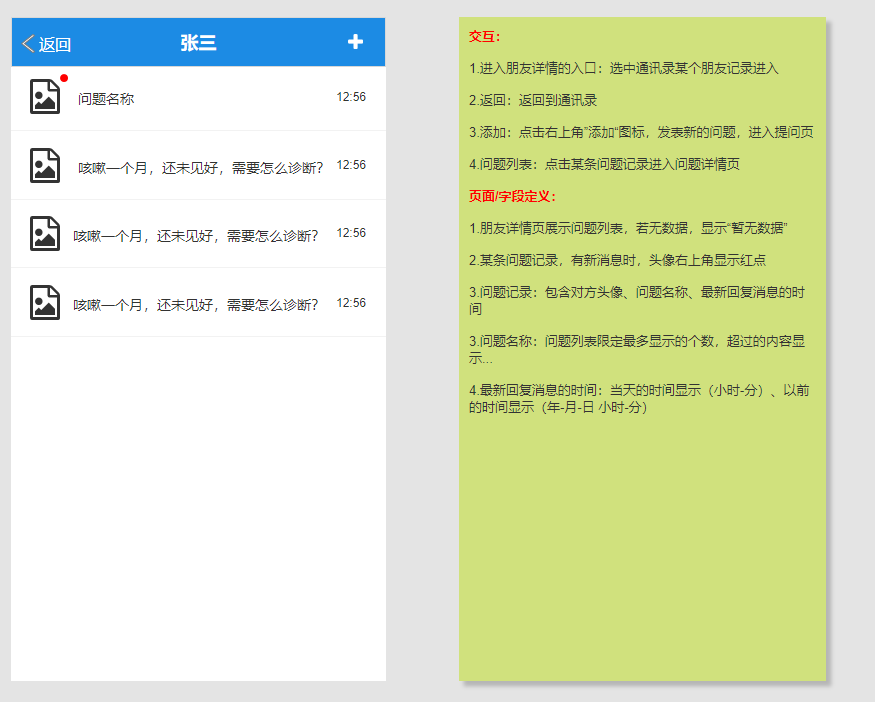 返回
张三
问题名称
12:56
咳嗽一个月，还未见好，需要怎么诊断？
12:56
咳嗽一个月，还未见好，需要怎么诊断？
12:56
咳嗽一个月，还未见好，需要怎么诊断？
12:56
交互：
1.进入朋友详情的入口：选中通讯录某个朋友记录进入
2.返回：返回到通讯录
3.添加：点击右上角”添加“图标，发表新的问题，进入提问页
4.问题列表：点击某条问题记录进入问题详情页
页面/字段定义：
1.朋友详情页展示问题列表，若无数据，显示“暂无数据”
2.某条问题记录，有新消息时，头像右上角显示红点
3.问题记录：包含对方头像、问题名称、最新回复消息的时
间
3.问题名称：问题列表限定最多显示的个数，超过的内容显
示...
4.最新回复消息的时间：当天的时间显示（小时-分）、以前
的时间显示（年-月-日 小时-分）